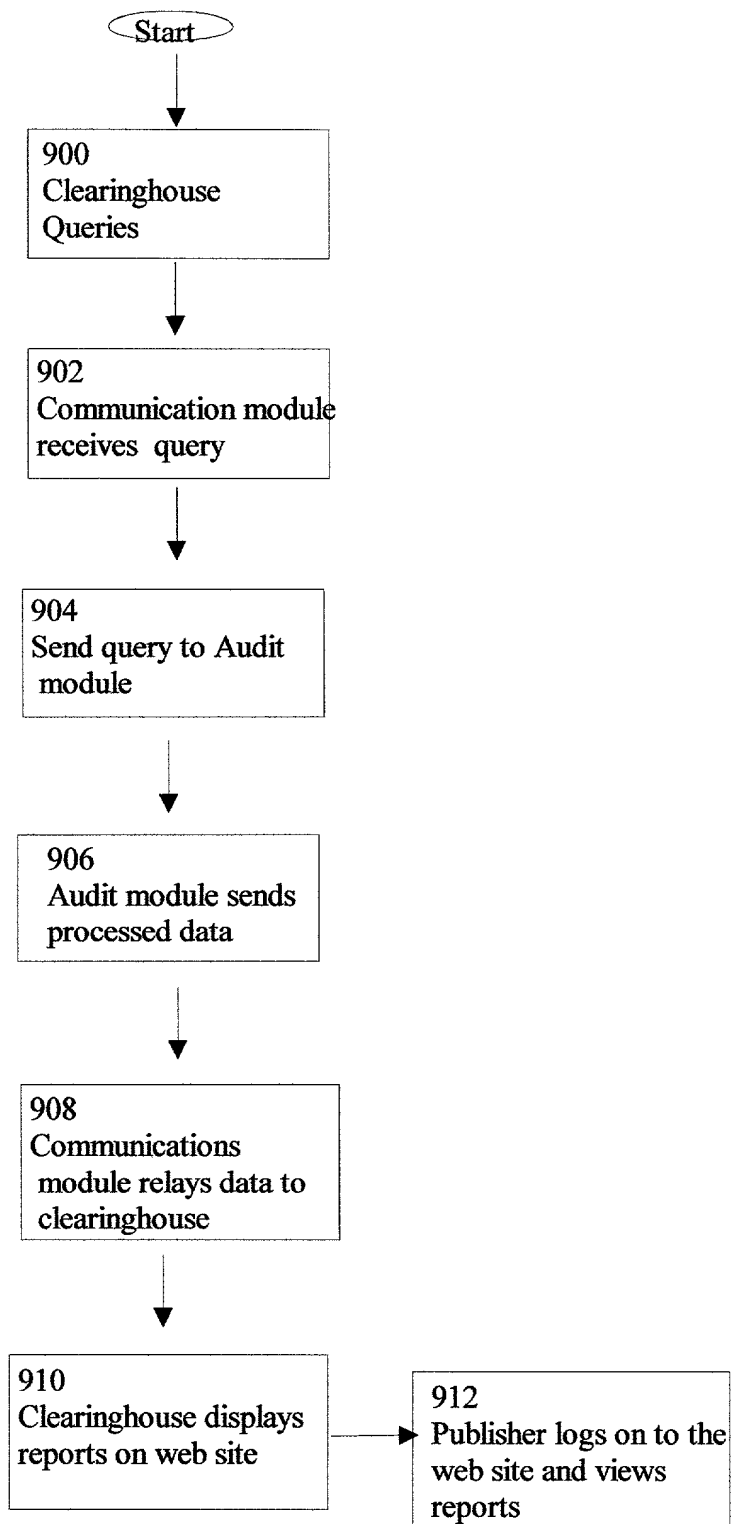 Start
900
Clearinghouse
Queries
902
Communication module
receives query
904
Send query to Audit
module
906
Audit module sends
processed data
908
Communications
module relays data to
clearinghouse
910
Clearinghouse displays
reports on web site
912
Publisher logs on to the
web site and views
reports